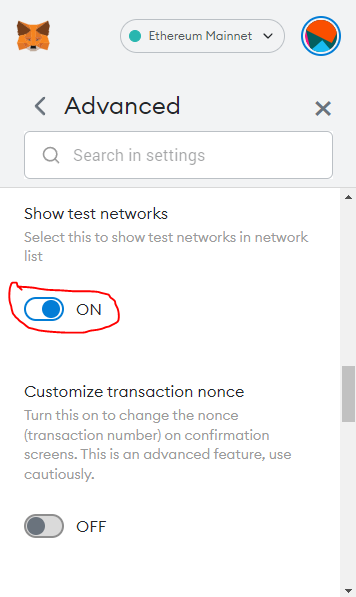 Ethereum Mainnet
Advanced
Search in settings
Show test networks
Select this to show test networks in network
list
ON
Customize transaction nonce
Turn this on to change the nonce
(transaction number) on confirmation
screens. This is an advanced feature, use
cautiously.
OFF